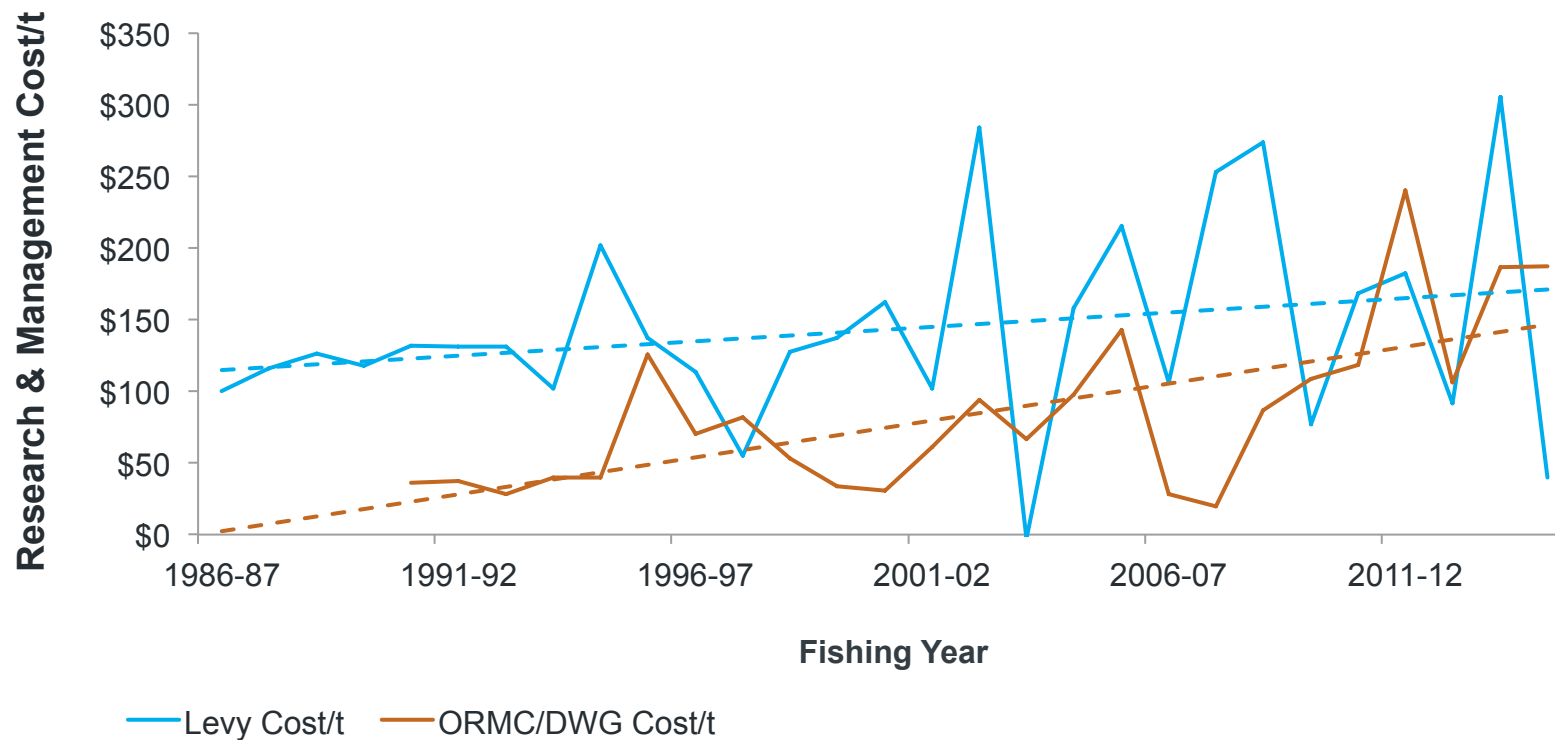 Research & Management Cost/t
$350
$300
$250
$200
$150
$100
$50
$0
1986-87 1991-92 1996-97 2001-02 2006-07 2011-12
Fishing Year
Levy Cost/t ORMC/DWG Cost/t